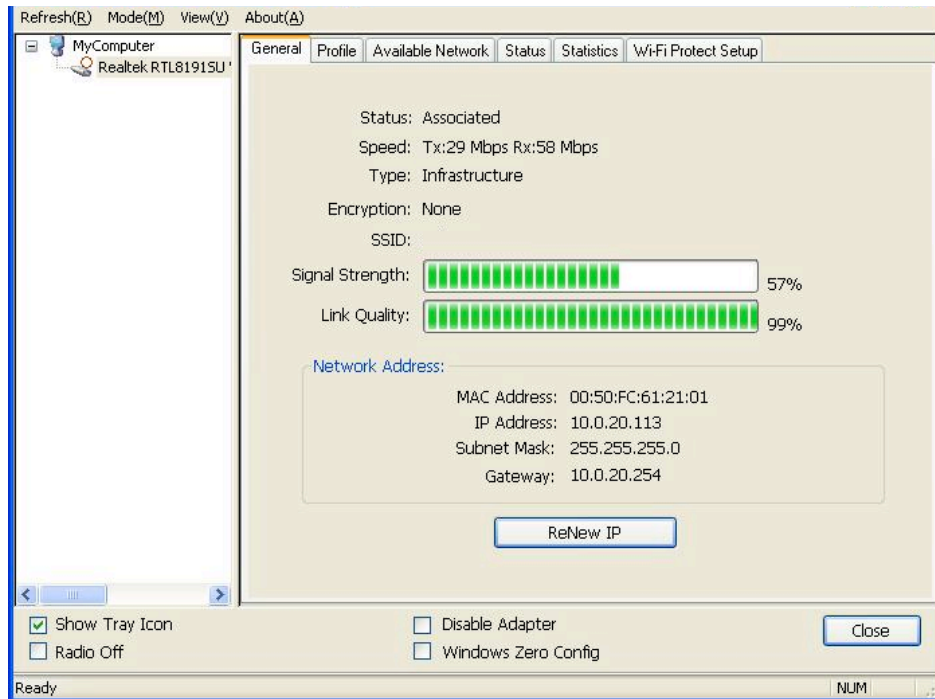 Refresh(R) Mode(M) View(V) About(A)
MyComputer
Realtek RTL8191SU
General Profile Available Network Status Statistics Wi-Fi Protect Setup
Status: Associated
Speed: Tx:29 Mbps Rx:58 Mbps
Type: Infrastructure
Encryption: None
SSID:
Signal Strength: 57%
Link Quality: 99%
Network Address:
MAC Address: 00:50:FC:61:21:01
IP Address: 10.0.20.113
Subnet Mask: 255.255.255.0
Gateway: 10.0.20.254
ReNew IP
Show Tray Icon
Radio Off
Disable Adapter
Windows Zero Config
Close
Ready
NUM